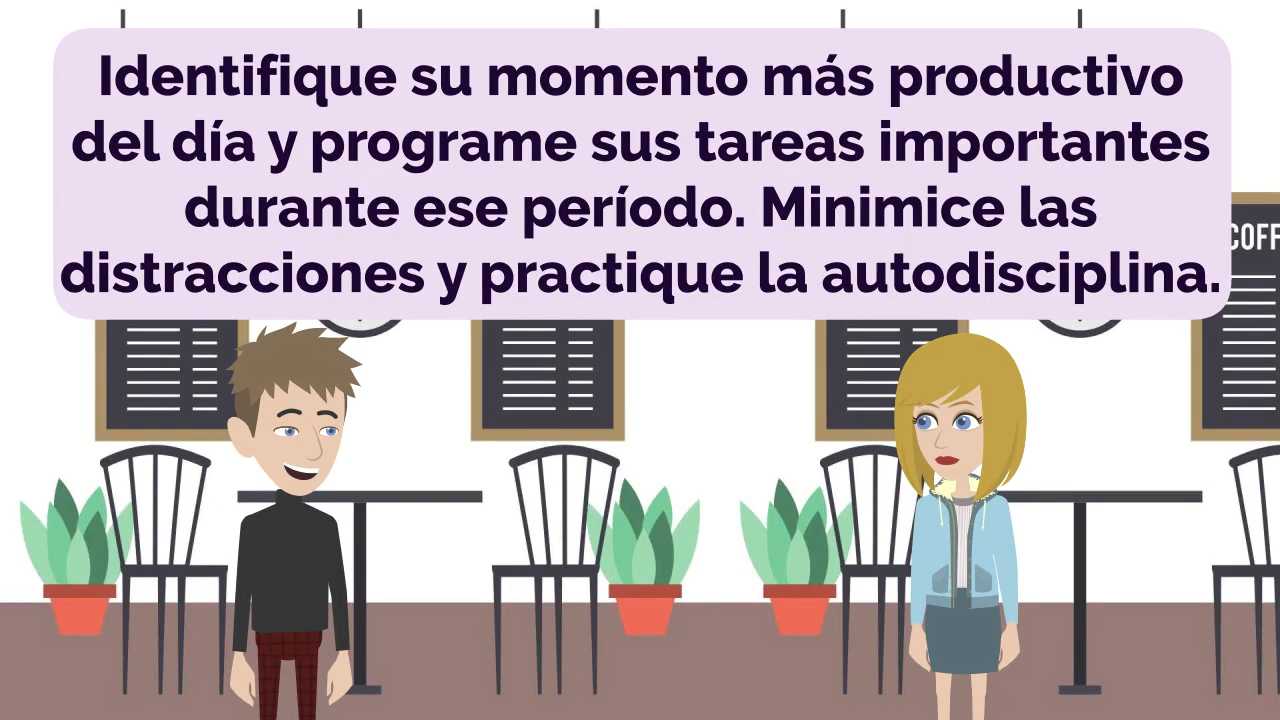 Identifique su momento más productivo
del día y programe sus tareas importantes
durante ese período. Minimice las
distracciones y practique la autodisciplina.